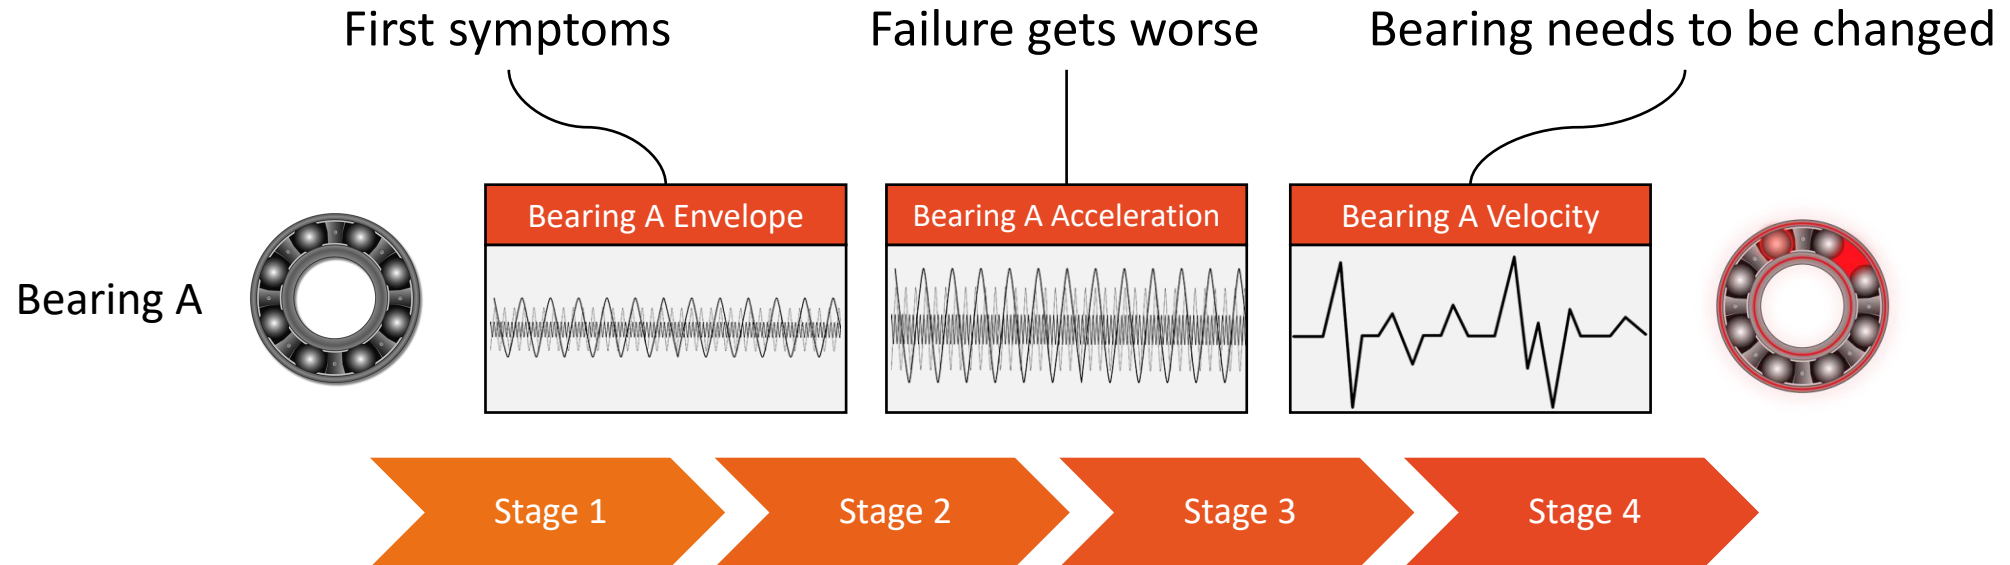 First symptoms
Failure gets worse
Bearing needs to be changed
Bearing A Envelope
Bearing A Acceleration
Bearing A Velocity
Bearing A
Stage 1
Stage 2
Stage 3
Stage 4